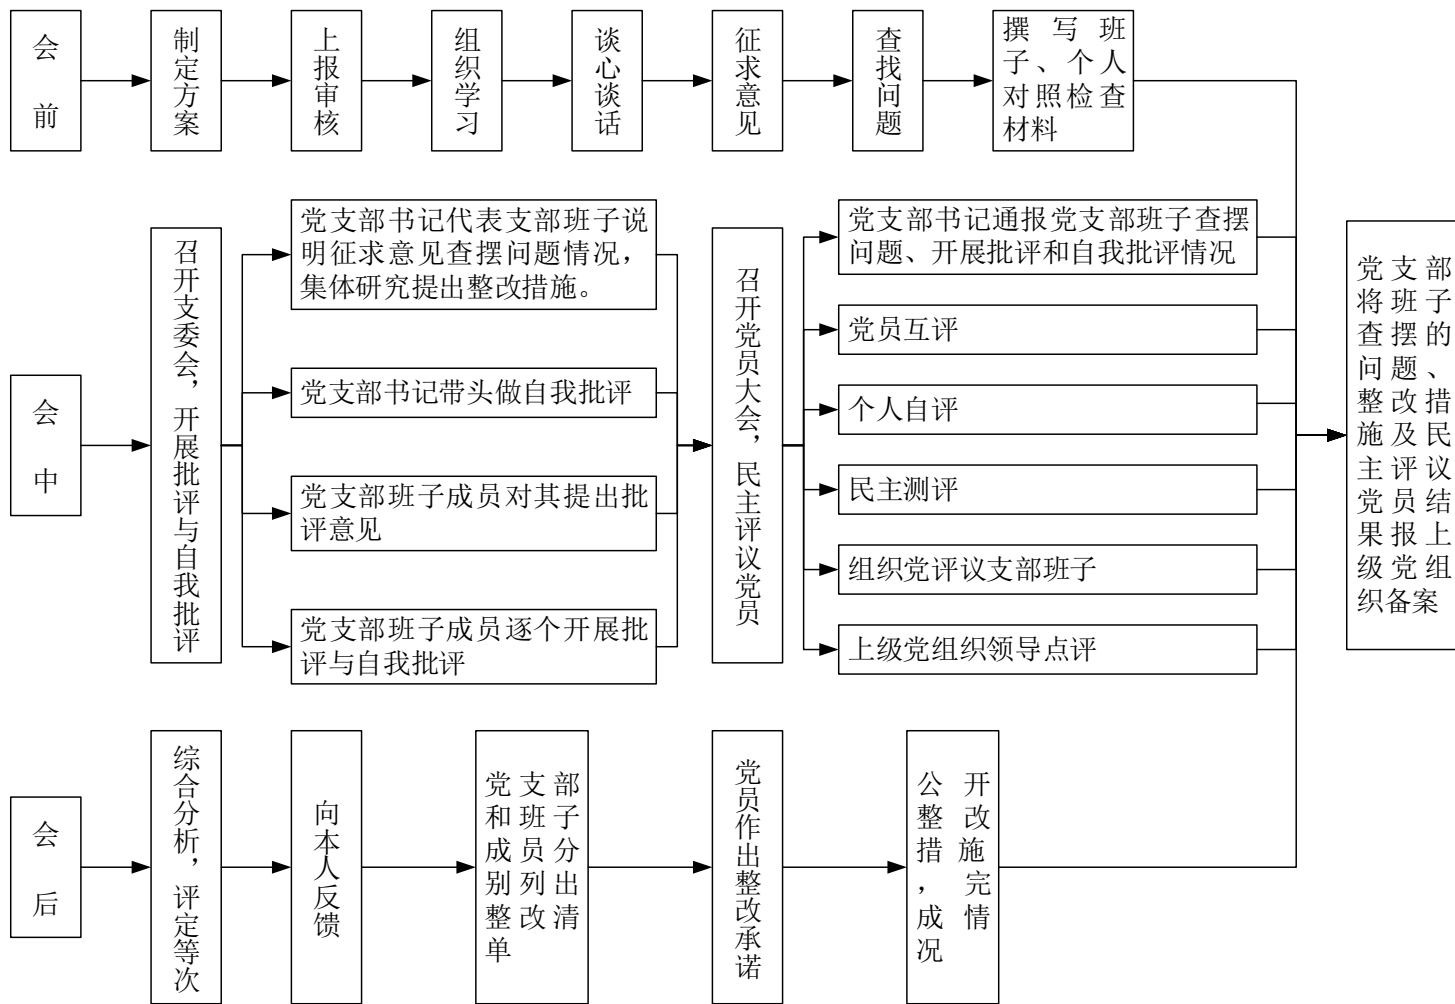 会前
制定方案
上报审核
组织学习
谈心谈话
征求意见
查找问题
撰写班
子、个人
对照检查
材料
会中
召开支委会，开展批评与自我批评
党支部书记代表支部班子说
明征求意见查摆问题情况，
集体研究提出整改措施。
党支部书记带头做自我批评
党支部班子成员对其提出批
评意见
党支部班子成员逐个开展批
评与自我批评
召开党员大会，民主评议党员
党支部书记通报党支部班子查摆
问题、开展批评和自我批评情况
党员互评
个人自评
民主测评
组织党评议支部班子
上级党组织领导点评
党支部
将班子
查摆的
问题、
整改措
施及民
主评议
党员结
果报上
级党组
织备案
会后
综合分析，评定等次
向本人反馈
党支部
和班子
成员分
别列出
整改清
单
党员作出整改承诺
公开
整改
措施
，完
成情
况